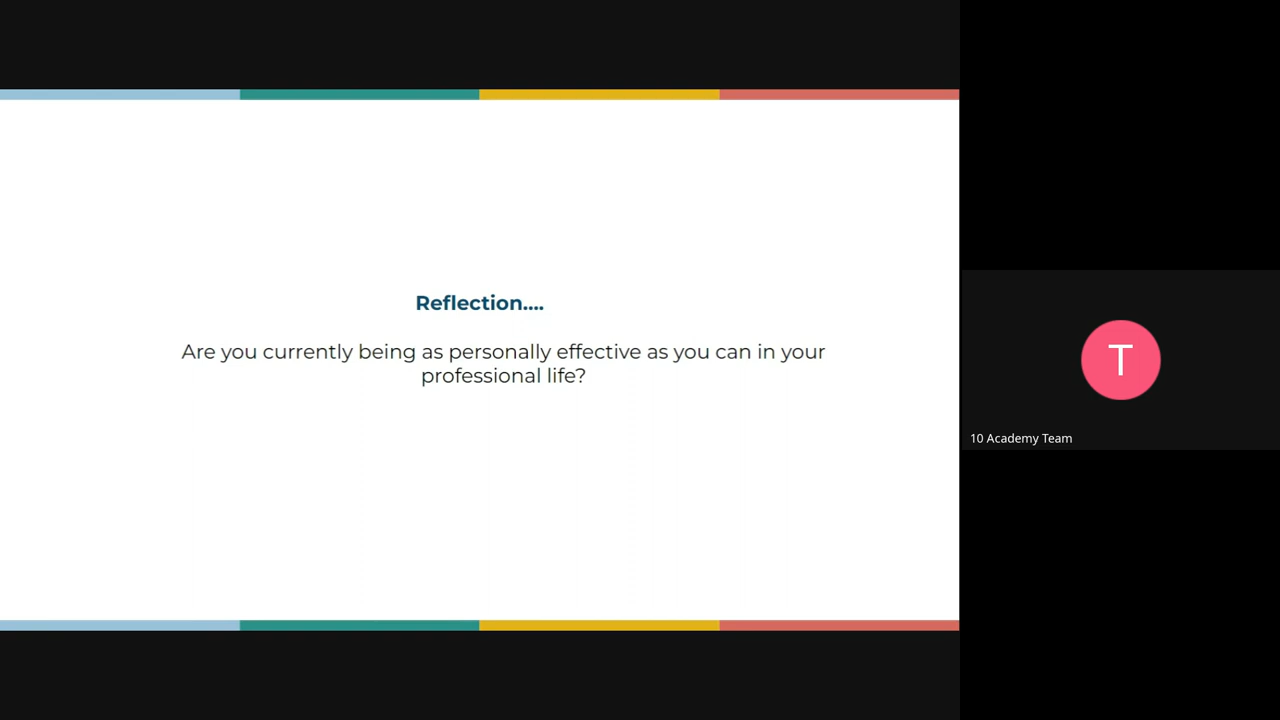 Reflection....
Are you currently being as personally effective as you can in your
professional life?
T
10 Academy Team